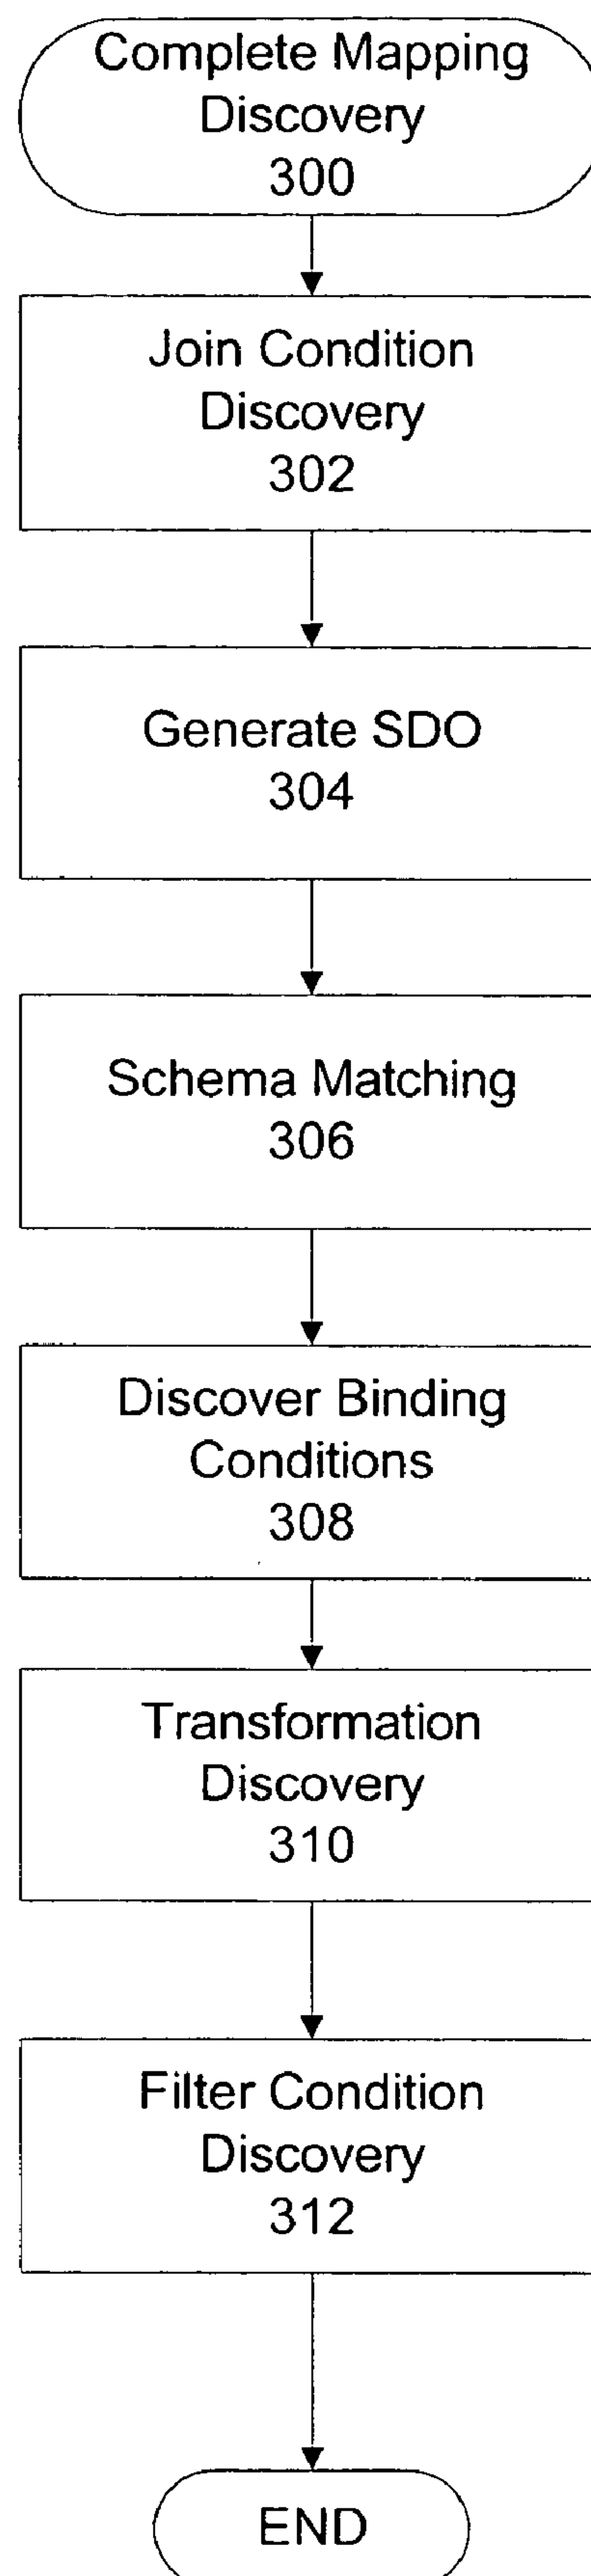 Complete Mapping
Discovery
300
Join Condition
Discovery
302
Generate SDO
304
Schema Matching
306
Discover Binding
Conditions
308
Transformation
Discovery
310
Filter Condition
Discovery
312
END